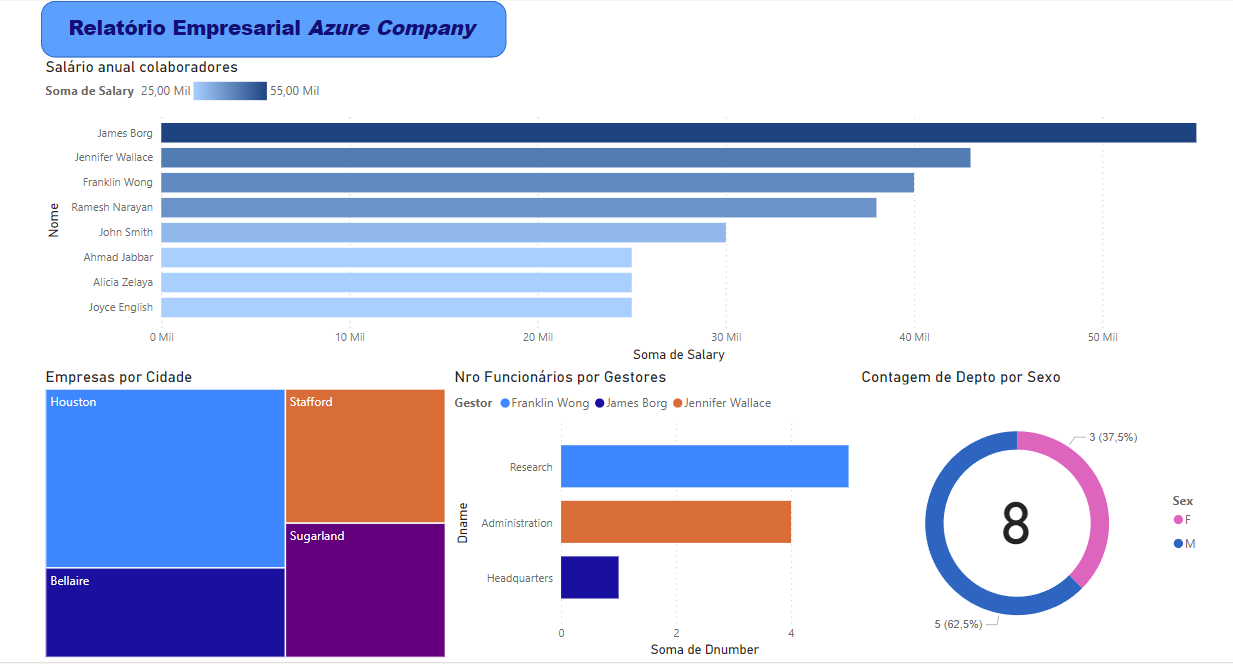 Relatório Empresarial Azure Company
Salário anual colaboradores
Soma de Salary 25,00 Mil 55,00 Mil
Nome
James Borg
Jennifer Wallace
Franklin Wong
Ramesh Narayan
John Smith
Ahmad Jabbar
Alicia Zelaya
Joyce English
0 Mil 10 Mil 20 Mil 30 Mil 40 Mil 50 Mil
Soma de Salary
Empresas por Cidade
Houston
Stafford
Bellaire
Sugarland
Nro Funcionários por Gestores
Gestor Franklin Wong James Borg Jennifer Wallace
Dname
Research
Administration
Headquarters
0 2 4
Soma de Dnumber
Contagem de Depto por Sexo
3 (37,5%)
8
5 (62,5%)
Sex
F
M